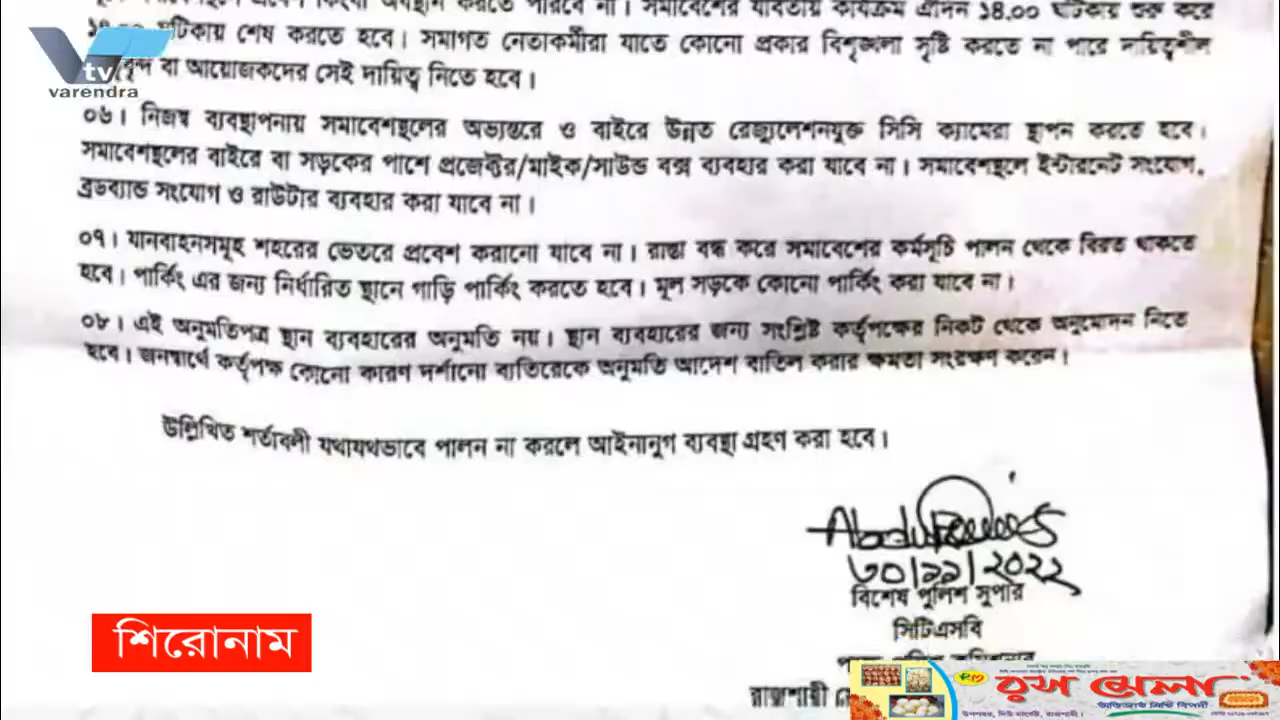 সমাবেশের যাবতীয় কার্যক্রম ঐদিন ১৪.০০ ঘটিকায় শুরু করে
ঘটিকায় শেষ করতে হবে। সমাগত নেতাকর্মীরা যাতে কোনো প্রকার বিশৃঙ্খলা সৃষ্টি করতে না পারে দায়িত্বশীল
বা আয়োজকদের সেই দায়িত্ব নিতে হবে।
tv
varendra
০৬। নিজস্ব ব্যবস্থাপনায় সমাবেশস্থলের অভ্যন্তরে ও বাইরে উন্নত রেজ্যুলেশনযুক্ত সিসি ক্যামেরা স্থাপন করতে হবে।
সমাবেশস্থলের বাইরে বা সড়কের পাশে প্রজেক্টর/মাইক/সাউন্ড বক্স ব্যবহার করা যাবে না। সমাবেশস্থলে ইন্টারনেট সংযোগ,
ব্রডব্যান্ড সংযোগ ও রাউটার ব্যবহার করা যাবে না।
০৭। যানবাহনসমূহ শহরের ভেতরে প্রবেশ করানো যাবে না। রাস্তা বন্ধ করে সমাবেশের কর্মসূচি পালন থেকে বিরত থাকতে
হবে। পার্কিং এর জন্য নির্ধারিত স্থানে গাড়ি পার্কিং করতে হবে। মূল সড়কে কোনো পার্কিং করা যাবে না।
০৮। এই অনুমতিপত্র স্থান ব্যবহারের অনুমতি নয়। স্থান ব্যবহারের জন্য সংশ্লিষ্ট কর্তৃপক্ষের নিকট থেকে অনুমোদন নিতে
হবে। জনস্বার্থে কর্তৃপক্ষ কোনো কারণ দর্শানো ব্যতিরেকে অনুমতি আদেশ বাতিল করার ক্ষমতা সংরক্ষণ করেন।
উল্লিখিত শর্তাবলী যথাযথভাবে পালন না করলে আইনানুগ ব্যবস্থা গ্রহণ করা হবে।
৩০/১১/২০২২
বিশেষ পুলিশ সুপার
সিটিএসবি
রাজশাহী
শিরোনাম
রুস মেলা